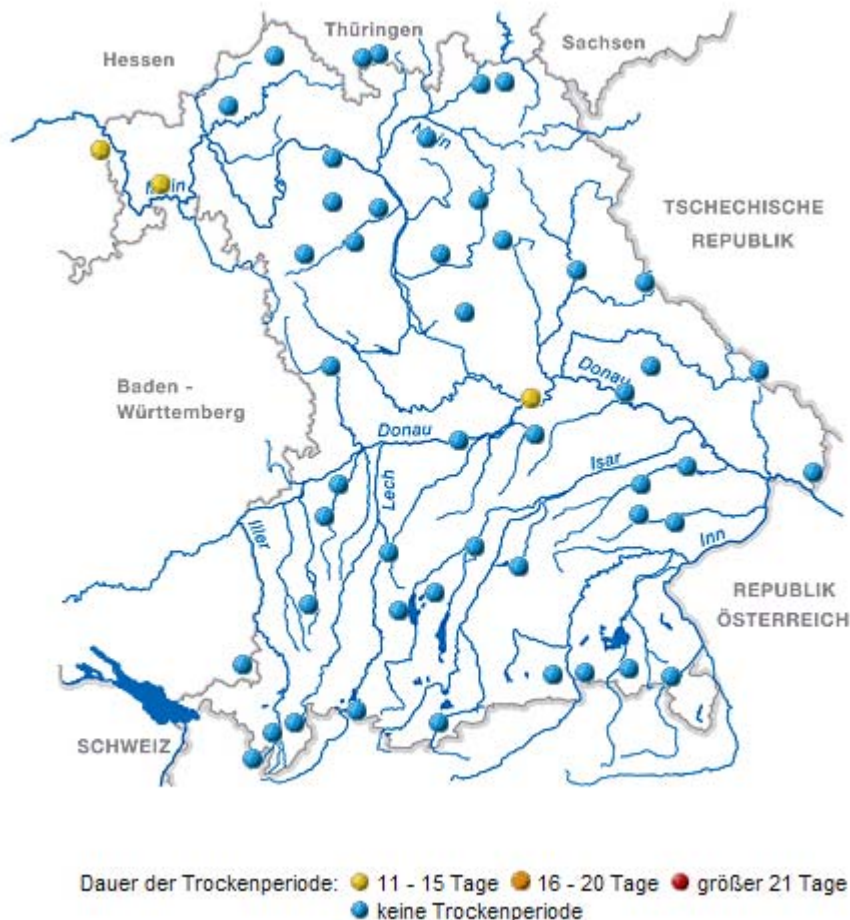 Thüringen
Sachsen
Hessen
Main
Main
TSCHECHISCHE
REPUBLIK
Baden -
Württemberg
Donau
Donau
Isar
Lech
Iller
Inn
REPUBLIK
ÖSTERREICH
SCHWEIZ
Dauer der Trockenperiode: 11 - 15 Tage 16 - 20 Tage größer 21 Tage
keine Trockenperiode